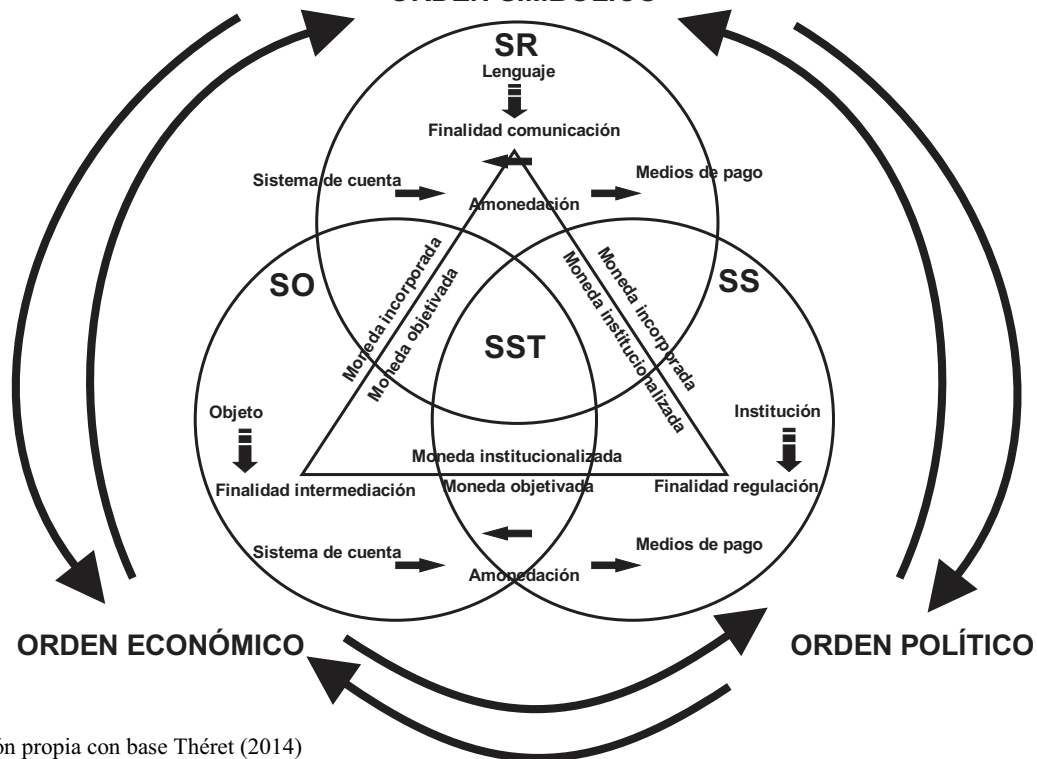 SR
Lenguaje
Finalidad comunicación
Sistema de cuenta
Medios de pago
Amonedación
SO
SS
Moneda incorporada
Moneda objetivada
Moneda incorporada
Moneda institucionalizada
SST
Objeto
Institución
Moneda institucionalizada
Finalidad intermediación
Moneda objetivada
Finalidad regulación
Sistema de cuenta
Medios de pago
Amonedación
ORDEN ECONÓMICO
ORDEN POLÍTICO
propia con base Théret (2014)